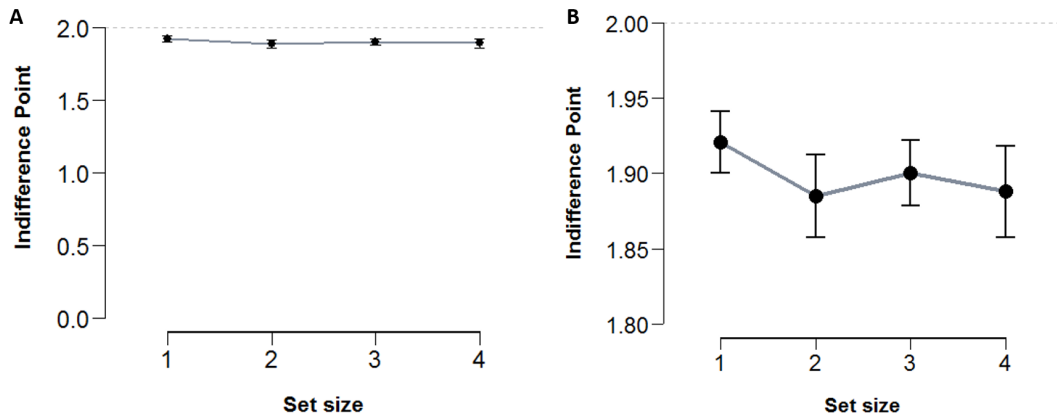 A
2.0
1.5
1.0
0.5
0.0
Indifference Point
1 2 3 4
Set size
B
2.00
1.95
1.90
1.85
1.80
Indifference Point
1 2 3 4
Set size